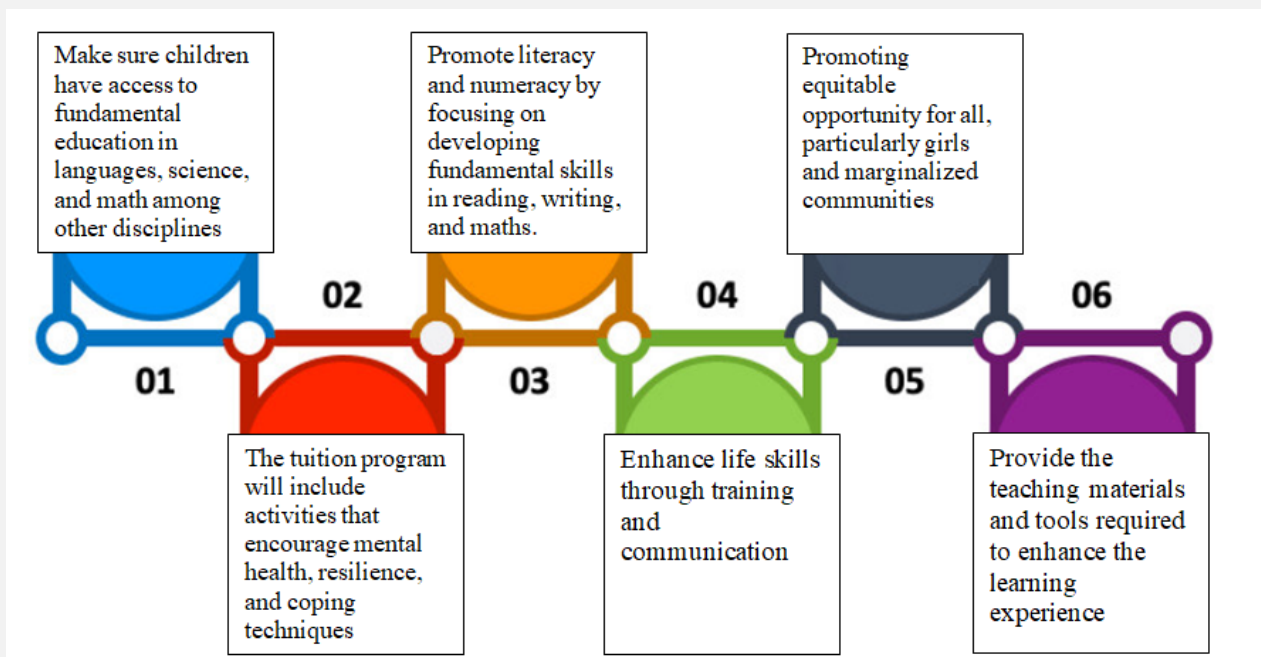 Make sure children
have access to
fundamental
education in
languages, science,
and math among
other disciplines
01
02
The tuition program
will include
activities that
encourage mental
health, resilience,
and coping
techniques
Promote literacy
and numeracy by
focusing on
developing
fundamental skills
in reading, writing,
and maths.
03
04
Enhance life skills
through training
and
communication
Promoting
equitable
opportunity for all,
particularly girls
and marginalized
communities
05
06
Provide the
teaching materials
and tools required
to enhance the
learning
experience